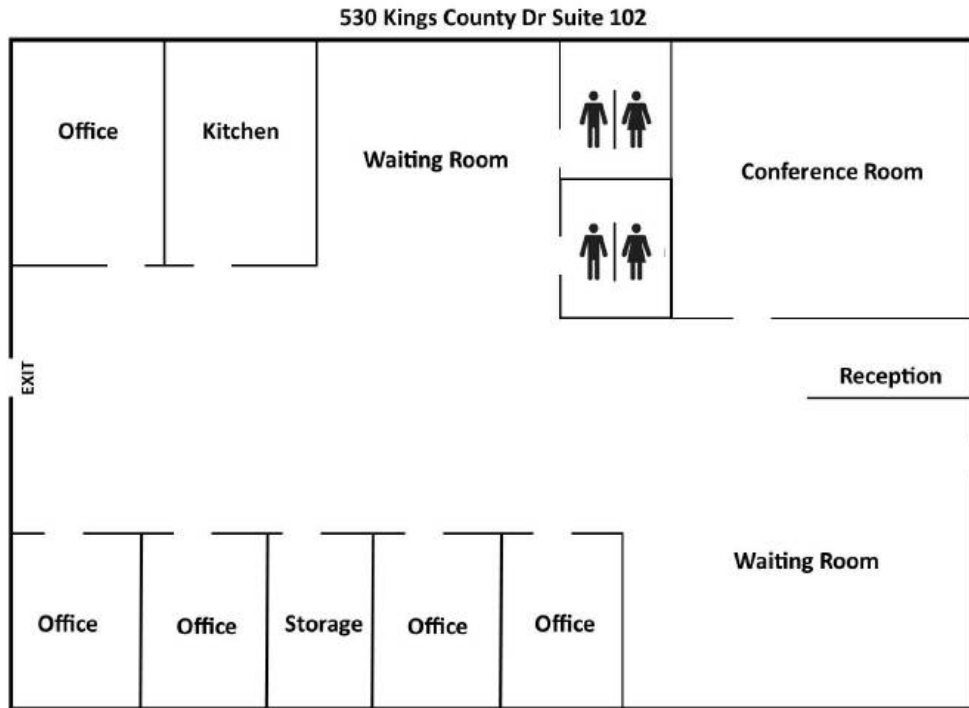 530 Kings County Dr Suite 102
Office
Kitchen
Waiting Room
Conference Room
EXIT
Reception
Waiting Room
Office
Office
Storage
Office
Office